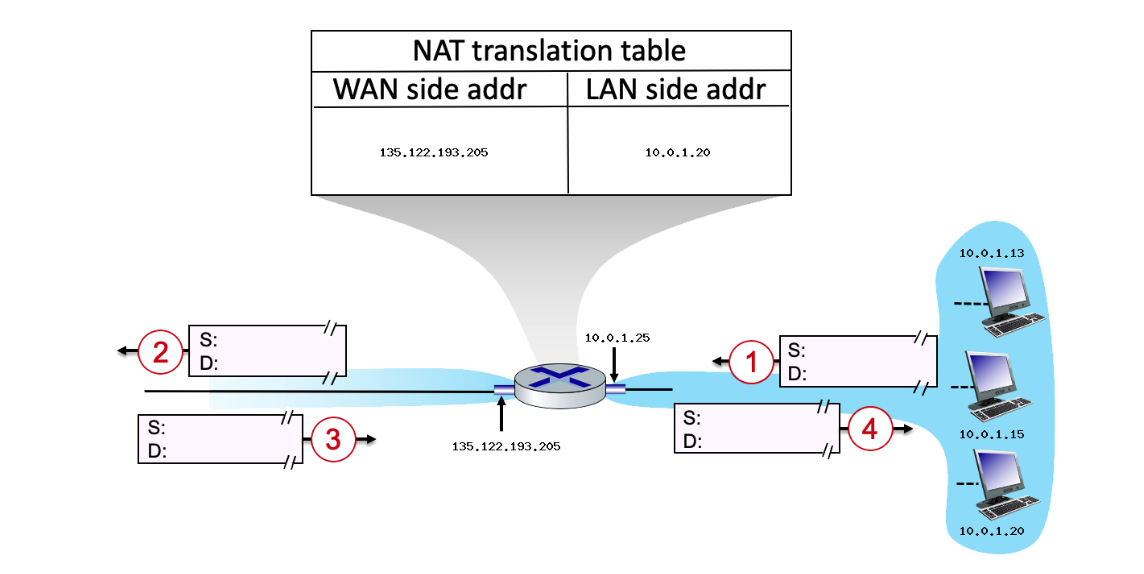 NAT translation table
WAN side addr
LAN side addr
135.122.193.205
10.0.1.20
10.0.1.13
S:
D:
2
10.0.1.25
1
S:
D:
S:
D:
3
135.122.193.205
S:
D:
4
10.0.1.15
10.0.1.20